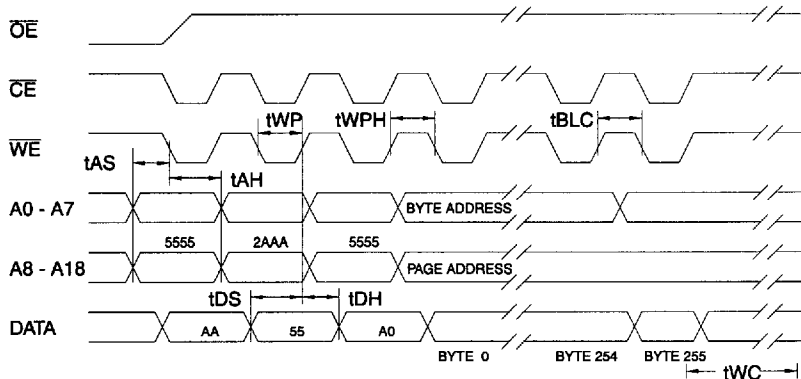 OE
CE
tWP tWPH tBLC
WE
tAS
tAH
A0 - A7 BYTE ADDRESS
5555 2AAA 5555
A8 - A18 PAGE ADDRESS
tDS tDH
DATA AA 55 A0
BYTE 0 BYTE 254 BYTE 255
tWC